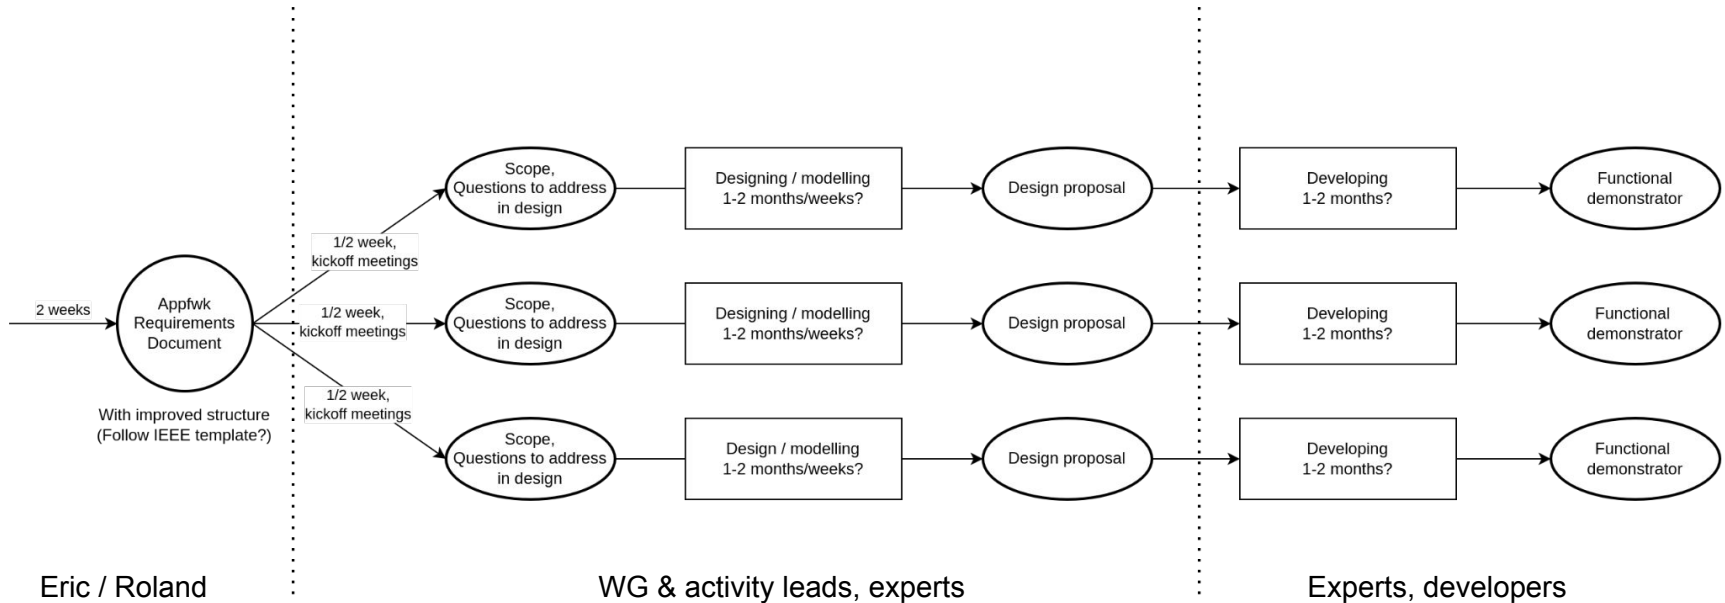 2 weeks
Appfwk
Requirements
Document
With improved structure
(Follow IEEE template?)
1/2 week,
kickoff meetings
Scope,
Questions to address
in design
Designing / modelling
1-2 months/weeks?
Design proposal
Developing
1-2 months?
Functional
demonstrator
1/2 week,
kickoff meetings
Scope,
Questions to address
in design
Designing / modelling
1-2 months/weeks?
Design proposal
Developing
1-2 months?
Functional
demonstrator
1/2 week,
kickoff meetings
Scope,
Questions to address
in design
Design / modelling
1-2 months/weeks?
Design proposal
Developing
1-2 months?
Functional
demonstrator
Eric / Roland
WG & activity leads, experts
Experts, developers